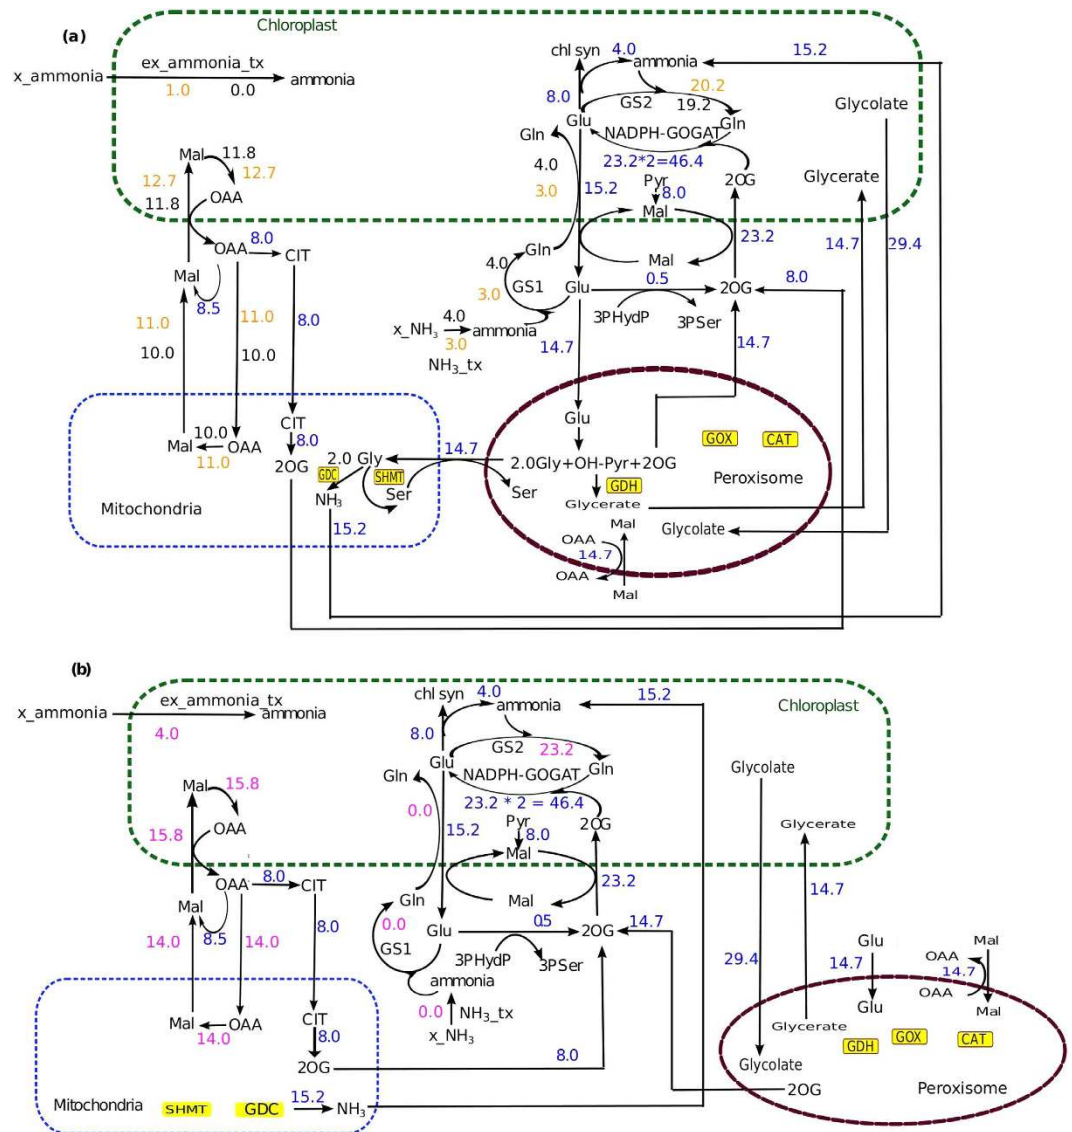 (a)
Chloroplast
x_ammonia ex_ammonia_tx ammonia
1.0 0.0
chl syn 4.0 ammonia 15.2
20.2
8.0 GS2 19.2
Glycolate
Gln Glu NADPH-GOGAT Gln
Mal 11.8
12.7 12.7
11.8 OAA
4.0 23.2*2=46.4
3.0 15.2 Pyr 8.0 2OG Glycerate
Mal
OAA 8.0 CIT
Gln 23.2 14.7 29.4
Mal 4.0 Mal
8.5 GS1 Glu 0.5 2OG 8.0
3.0
11.0 11.0 8.0
x_NH₃ 4.0 ammonia 3PHydP 3PSer
3.0
10.0 10.0
NH₃_tx 14.7 14.7
Glu
CIT
Mal 10.0 OAA 8.0
11.0
GOX CAT
2OG 2.0 Gly 14.7 2.0Gly+OH-Pyr+2OG
GDC SHMT Peroxisome
NH₃ Ser Ser GDH
Glycerate
Mitochondria
15.2
Mal Glycolate
OAA
14.7
OAA
Mal
(b)
Chloroplast
x_ammonia ex_ammonia_tx ammonia
4.0
chl syn 4.0 ammonia 15.2
8.0 GS2 23.2
Gln Glu NADPH-GOGAT Gln Glycolate
Mal 15.8
0.0 23.2 * 2 = 46.4
15.8 OAA 15.2 Pyr 8.0 2OG Glycerate
Mal
OAA 8.0 CIT
23.2 14.7
Mal Gln Mal
8.5 0.0
8.0
Glu 0.5 2OG 14.7
14.0 14.0 GS1
3PHydP 3PSer
29.4 Glu Mal
14.7 OAA 14.7
ammonia
OAA
Glu Mal
0.0 NH₃_tx
x_NH₃
Mal OAA CIT
14.0 8.0
Glycerate
GDH GOX CAT
2OG 8.0 Glycolate
2OG Peroxisome
Mitochondria SHMT GDC 15.2 NH₃